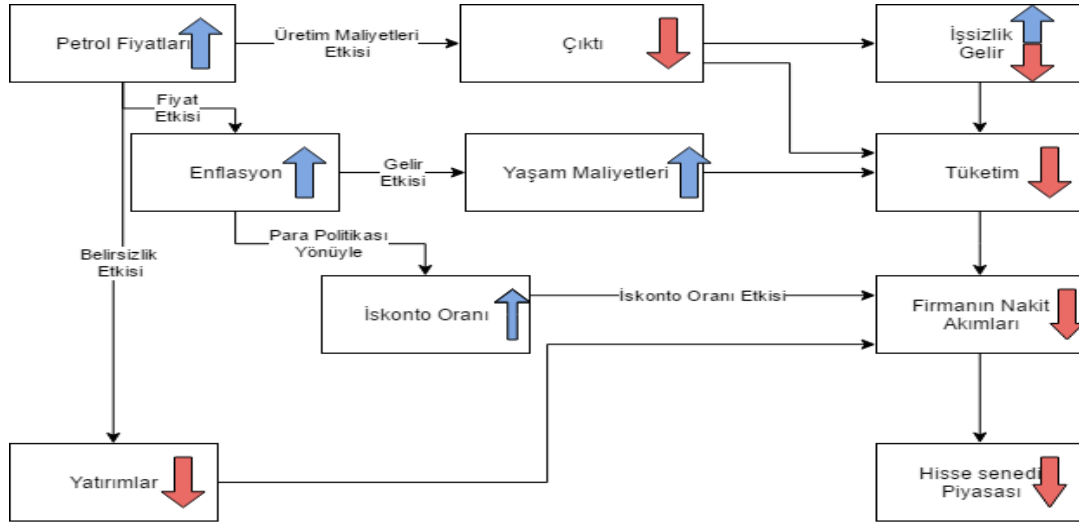 Petrol Fiyatları
Üretim Maliyetleri
Etkisi
Çıktı
İşsizlik
Gelir
Fiyat
Etkisi
Enflasyon
Gelir
Etkisi
Yaşam Maliyetleri
Tüketim
Para Politikası
Yönüyle
Belirsizlik
Etkisi
İskonto Oranı
İskonto Oranı Etkisi
Firmanın Nakit
Akımları
Yatırımlar
Hisse senedi
Piyasası